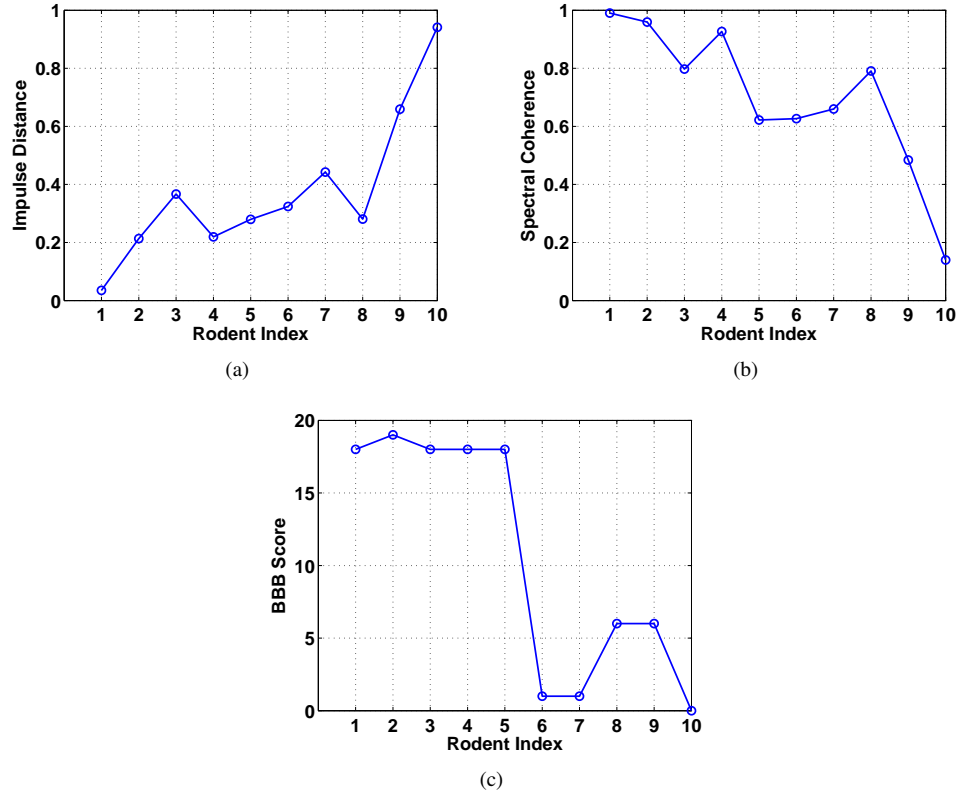 1
0.8
0.6
0.4
0.2
0
Impulse Distance
1 2 3 4 5 6 7 8 9 10
Rodent Index
(a)
1
0.8
0.6
0.4
0.2
0
Spectral Coherence
1 2 3 4 5 6 7 8 9 10
Rodent Index
(b)
20
15
10
5
0
BBB Score
1 2 3 4 5 6 7 8 9 10
Rodent Index
(c)